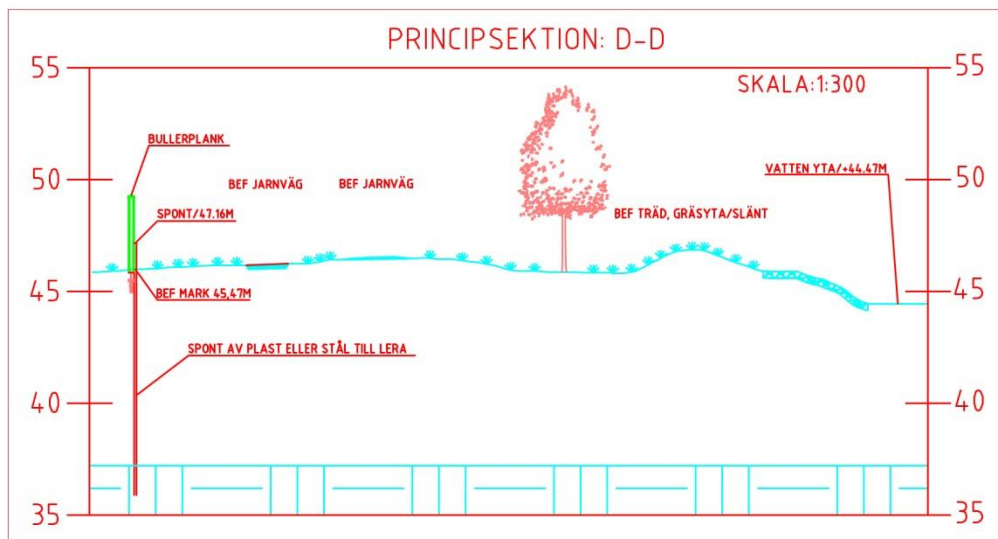 PRINCIPSEKTION: D-D
55
55
SKALA:1:300
BULLERPLANK
50
50
VATTEN YTA/+44.47M
BEF JARNVÄG
BEF JARNVÄG
SPONT/47.16M
BEF TRÄD, GRÄSYTA/SLÄNT
45
45
BEF MARK 45,47M
SPONT AV PLAST ELLER STÅL TILL LERA
40
40
35
35